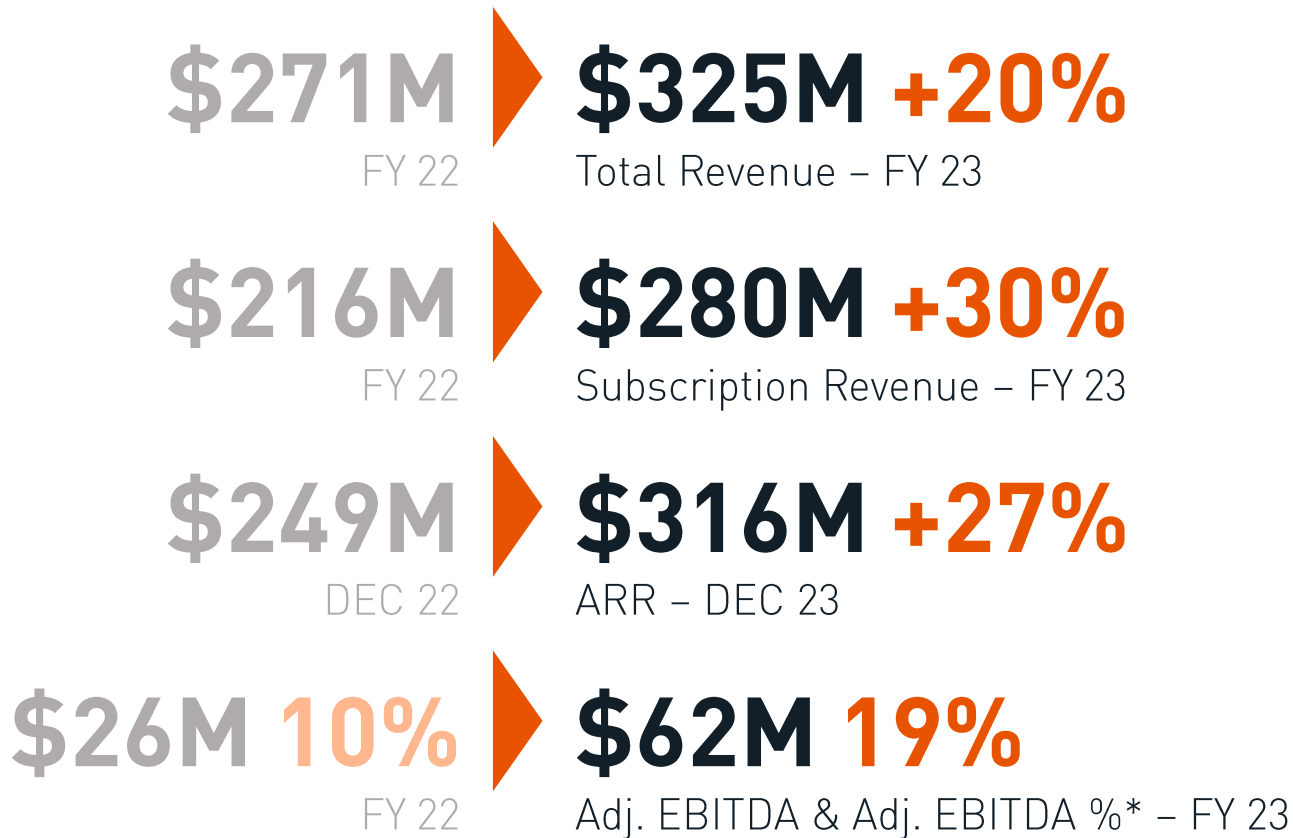 $271M $325M +20%
FY 22 Total Revenue – FY 23
$216M $280M +30%
FY 22 Subscription Revenue – FY 23
$249M $316M +27%
DEC 22 ARR – DEC 23
$26M 10% $62M 19%
FY 22 Adj. EBITDA & Adj. EBITDA %* – FY 23